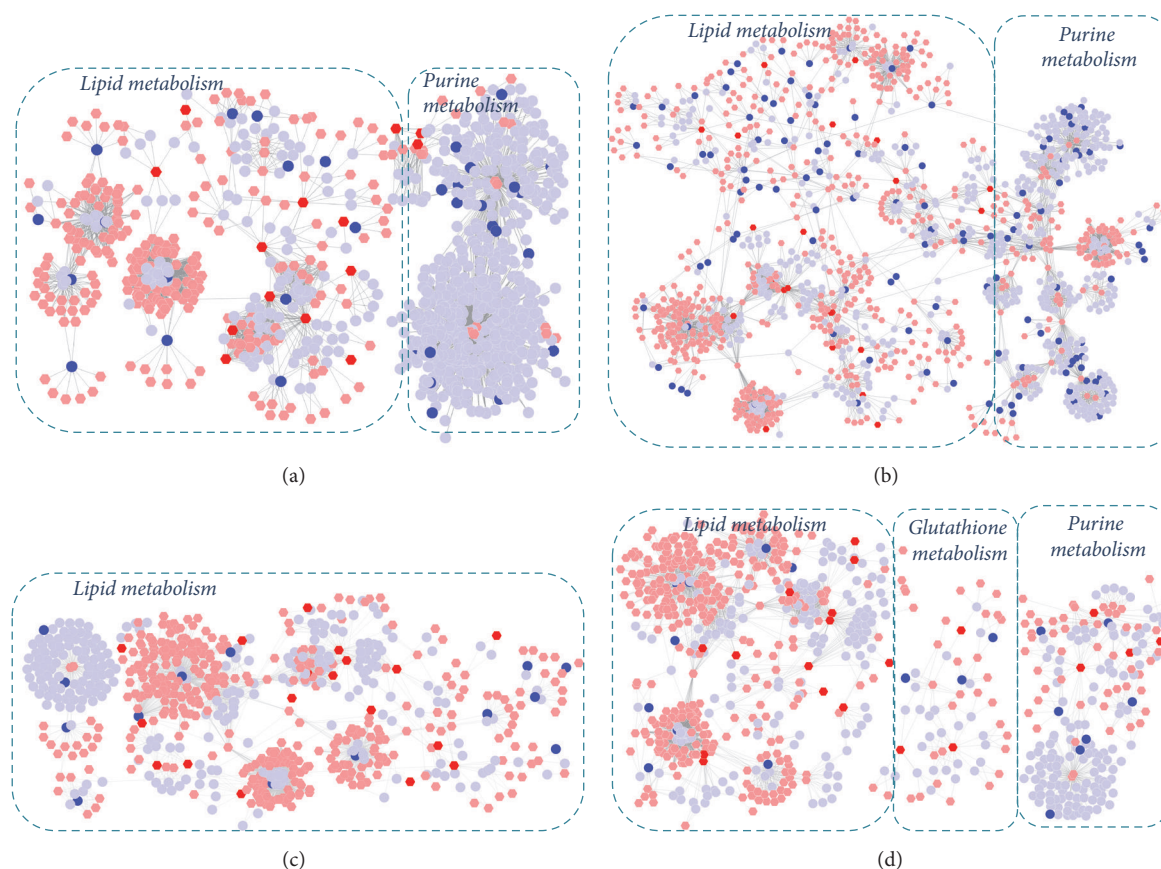 Lipid metabolism
Purine
metabolism
(a)
Lipid metabolism
Purine
metabolism
(b)
Lipid metabolism
(c)
Lipid metabolism
Glutathione
metabolism
Purine
metabolism
(d)